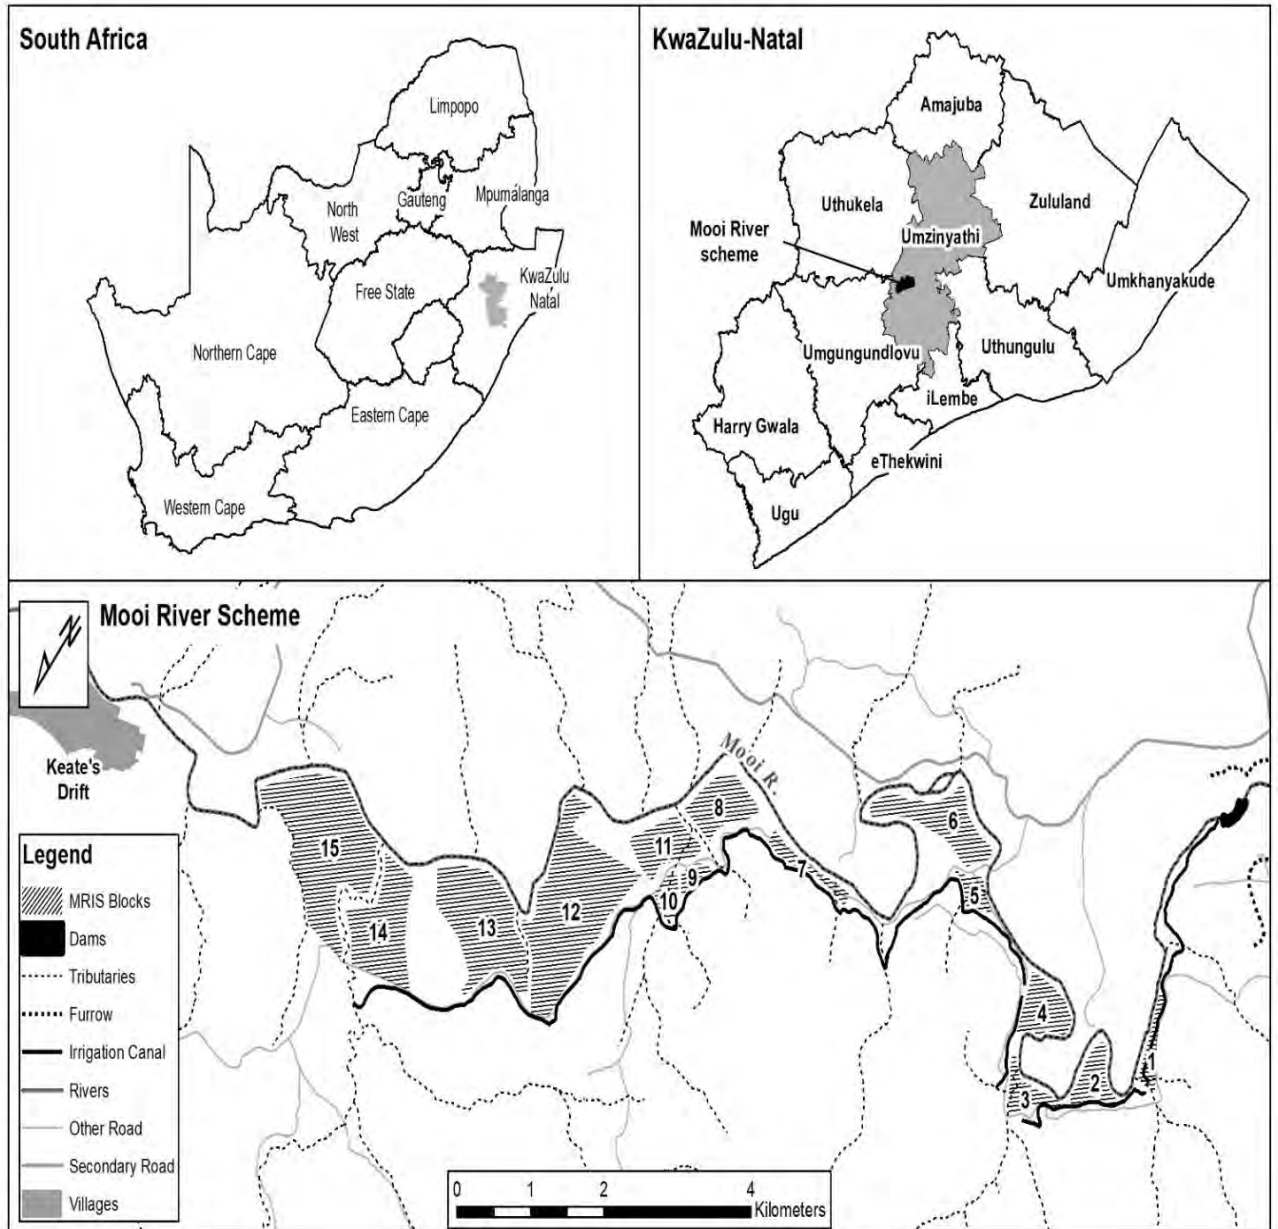 South Africa
Limpopo
Gauteng
Mpumalanga
North
West
KwaZulu
Natal
Free State
Northern Cape
Eastern Cape
Western Cape
KwaZulu-Natal
Amajuba
Uthukela
Zululand
Mooi River
scheme
Umzinyathi
Umkhanyakude
Umgungundlovu
Uthungulu
iLembe
Harry Gwala
eThekwini
Ugu
Mooi River Scheme
N
Keate's
Drift
Mooi R.
15
14
13
12
11
10
9
8
7
6
5
4
3
2
1
Legend
MRIS Blocks
Dams
Tributaries
Furrow
Irrigation Canal
Rivers
Other Road
Secondary Road
Villages
0 1 2 4
Kilometers